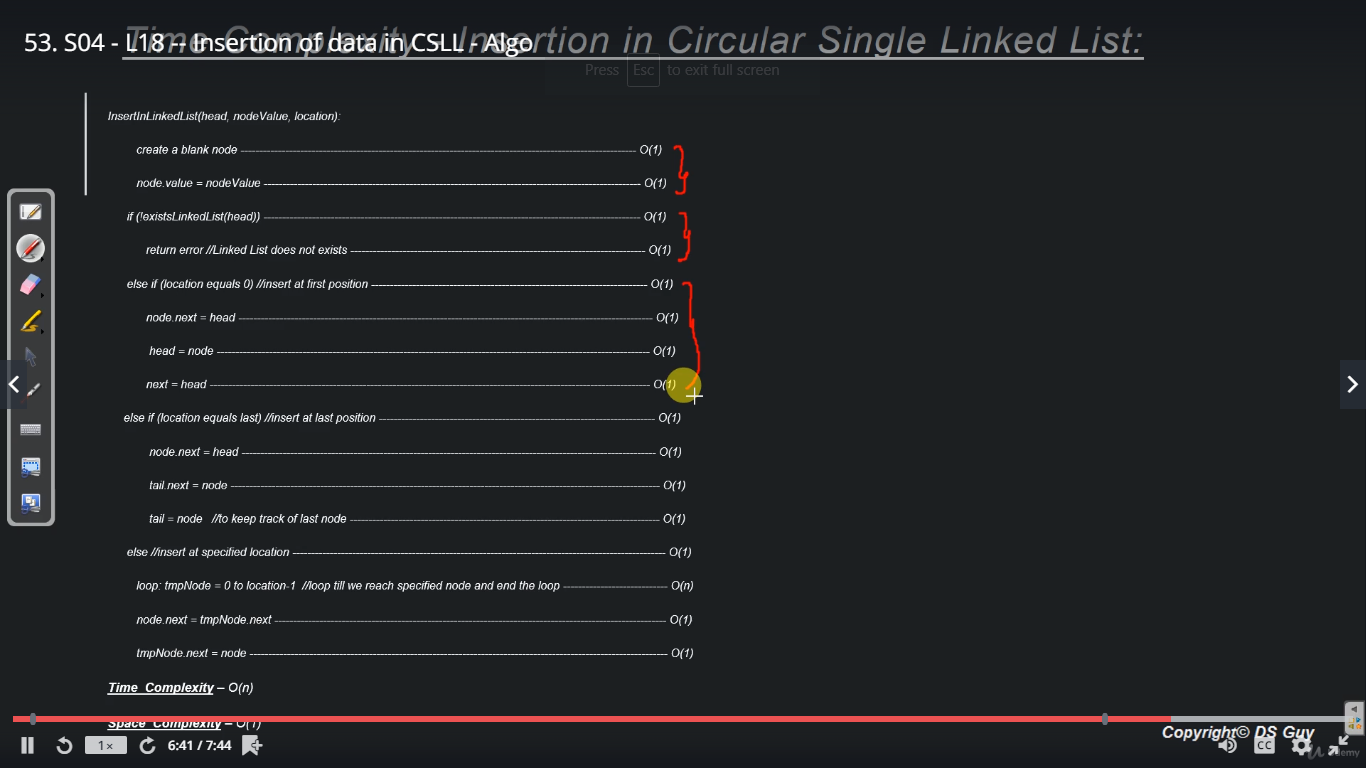 Time Complexity - Insertion in Circular Single Linked List:
53. S04 - L18 -- Insertion of data in CSLL - Algo
Press Esc to exit full screen
InsertInLinkedList(head, nodeValue, location):
create a blank node ---------- O(1)
node.value = nodeValue ---------- O(1)
if (!existsLinkedList(head)) ---------- O(1)
return error //Linked List does not exists ---------- O(1)
else if (location equals 0) //insert at first position ---------- O(1)
node.next = head ---------- O(1)
head = node ---------- O(1)
next = head ---------- O(1)
else if (location equals last) //insert at last position ---------- O(1)
node.next = head ---------- O(1)
tail.next = node ---------- O(1)
tail = node //to keep track of last node ---------- O(1)
else //insert at specified location ---------- O(1)
loop: tmpNode = 0 to location-1 //loop till we reach specified node and end the loop ---------- O(n)
node.next = tmpNode.next ---------- O(1)
tmpNode.next = node ---------- O(1)
Time Complexity – O(n)
Space Complexity – O(1)
Copyright© DS Guy
1× 6:41 / 7:44 CC